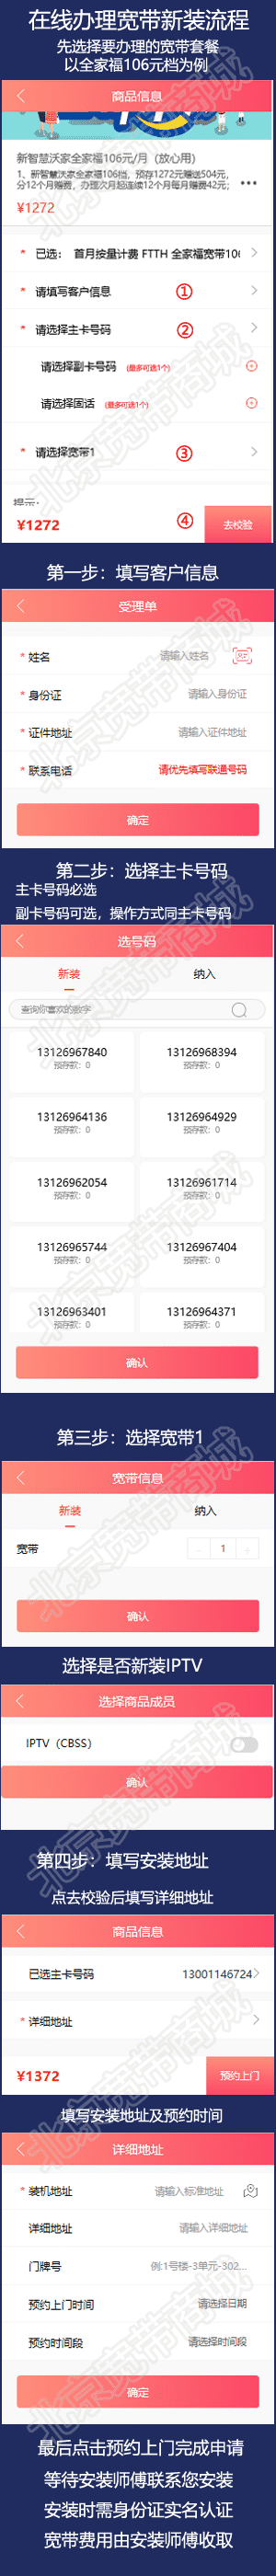 在线办理宽带新装流程
先选择要办理的宽带套餐
以全家福106元档为例
商品信息
新智慧沃家全家福106元/月（放心用）
1、新智慧沃家全家福106档，预存1272元赠送504元，
分12个月赠费，办理次月起连续12个月每月赠费42元；
¥1272
* 已选： 首月按量计费 FTTH 全家福宽带106
* 请填写客户信息 ①
* 请选择主卡号码 ②
请选择副卡号码 (最多可选1个)
请选择固话 (最多可选1个)
* 请选择宽带1 ③
提示：
¥1272 ④ 去校验
第一步：填写客户信息
受理单
* 姓名 请输入姓名
* 身份证 请输入身份证
* 证件地址 请输入证件地址
* 联系电话 请优先填写联通号码
确定
第二步：选择主卡号码
主卡号码必选
副卡号码可选，操作方式同主卡号码
选号码
新装 纳入
查询你喜欢的数字
13126967840 13126968394
预存款：0 预存款：0
13126964136 13126964929
预存款：0 预存款：0
13126962054 13126961714
预存款：0 预存款：0
13126965744 13126967404
预存款：0 预存款：0
13126963401 13126964371
预存款：0 预存款：0
确认
第三步：选择宽带1
宽带信息
新装 纳入
宽带 - 1 +
确认
选择是否新装IPTV
选择商品成员
IPTV（CBSS）
确认
第四步：填写安装地址
点去校验后填写详细地址
商品信息
已选主卡号码 13001146724
* 详细地址
¥1372 预约上门
填写安装地址及预约时间
详细地址
* 装机地址 请输入标准地址
详细地址 请输入详细地址
门牌号 例:1号楼-3单元-302...
预约上门时间 请选择日期
预约时间段 请选择时间段
确定
最后点击预约上门完成申请
等待安装师傅联系您安装
安装时需身份证实名认证
宽带费用由安装师傅收取
北京宽带商城